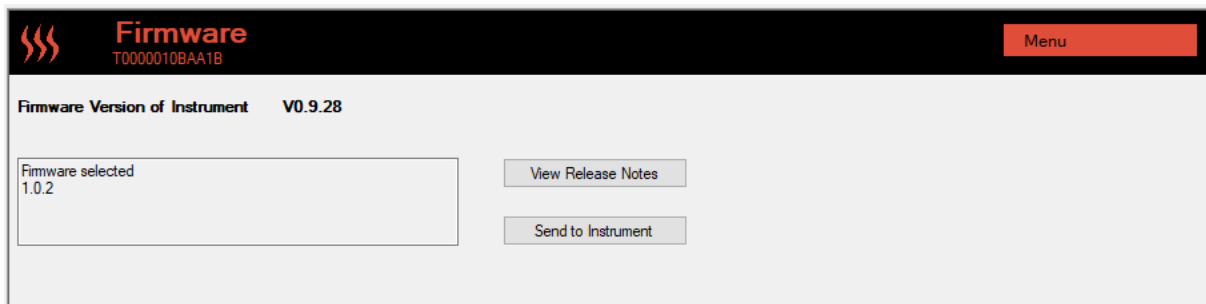 Firmware
T0000010BAA1B
Menu
Firmware Version of Instrument V0.9.28
Firmware selected
1.0.2
View Release Notes
Send to Instrument